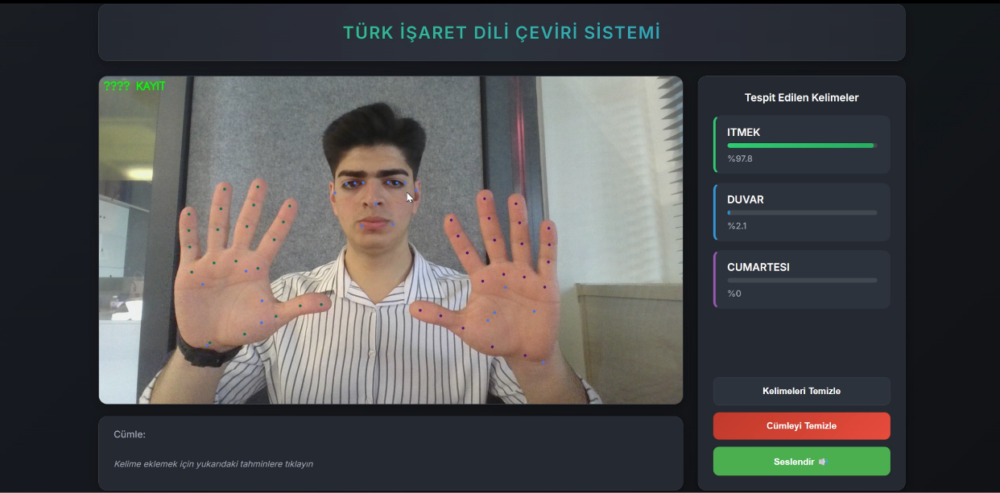 TÜRK İŞARET DİLİ ÇEVİRİ SİSTEMİ
???? KAYIT
Tespit Edilen Kelimeler
ITMEK
%97.8
DUVAR
%2.1
CUMARTESI
%0
Kelimeleri Temizle
Cümleyi Temizle
Seslendir
Cümle:
Kelime eklemek için yukarıdaki tahminlere tıklayın